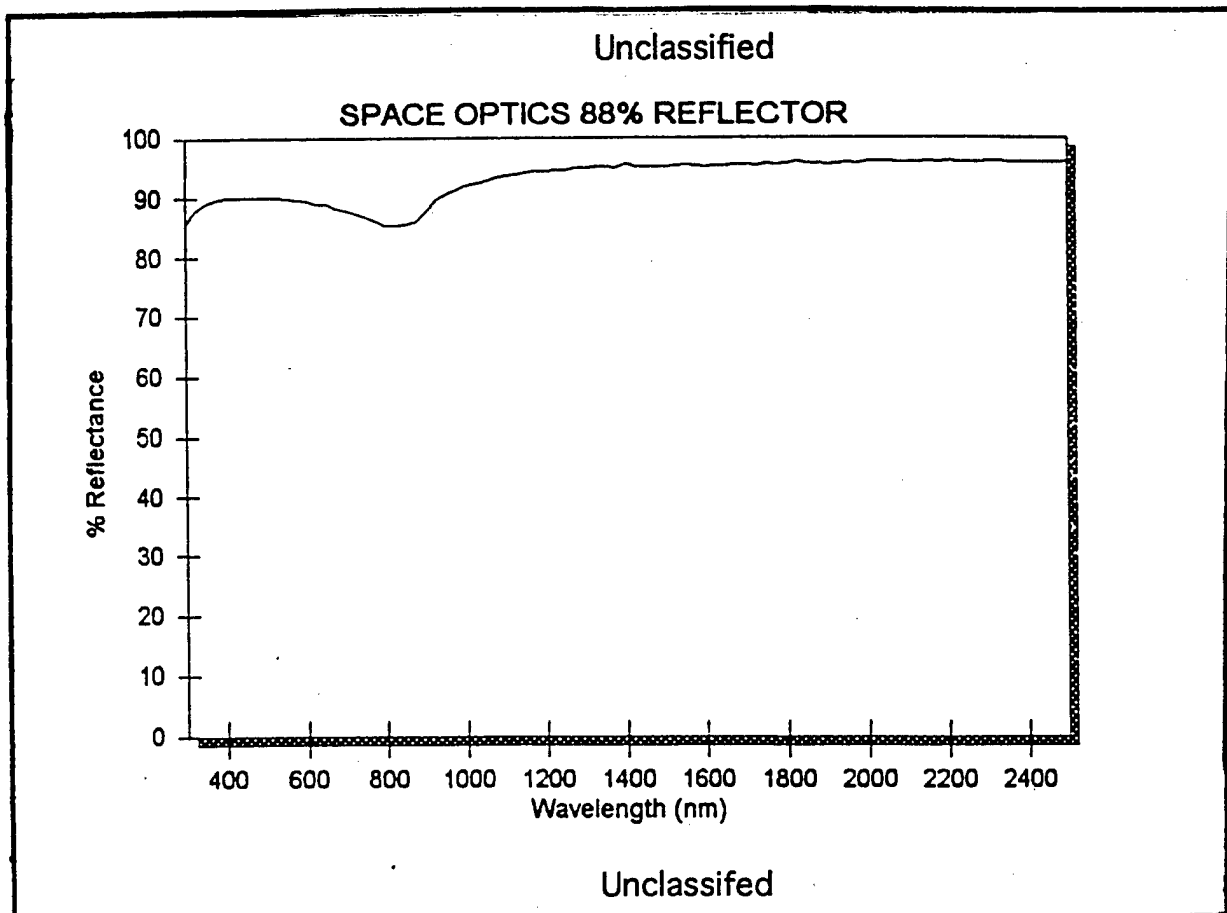 Unclassified
SPACE OPTICS 88% REFLECTOR
100
90
80
70
60
50
40
30
20
10
0
% Reflectance
400 600 800 1000 1200 1400 1600 1800 2000 2200 2400
Wavelength (nm)
Unclassifed